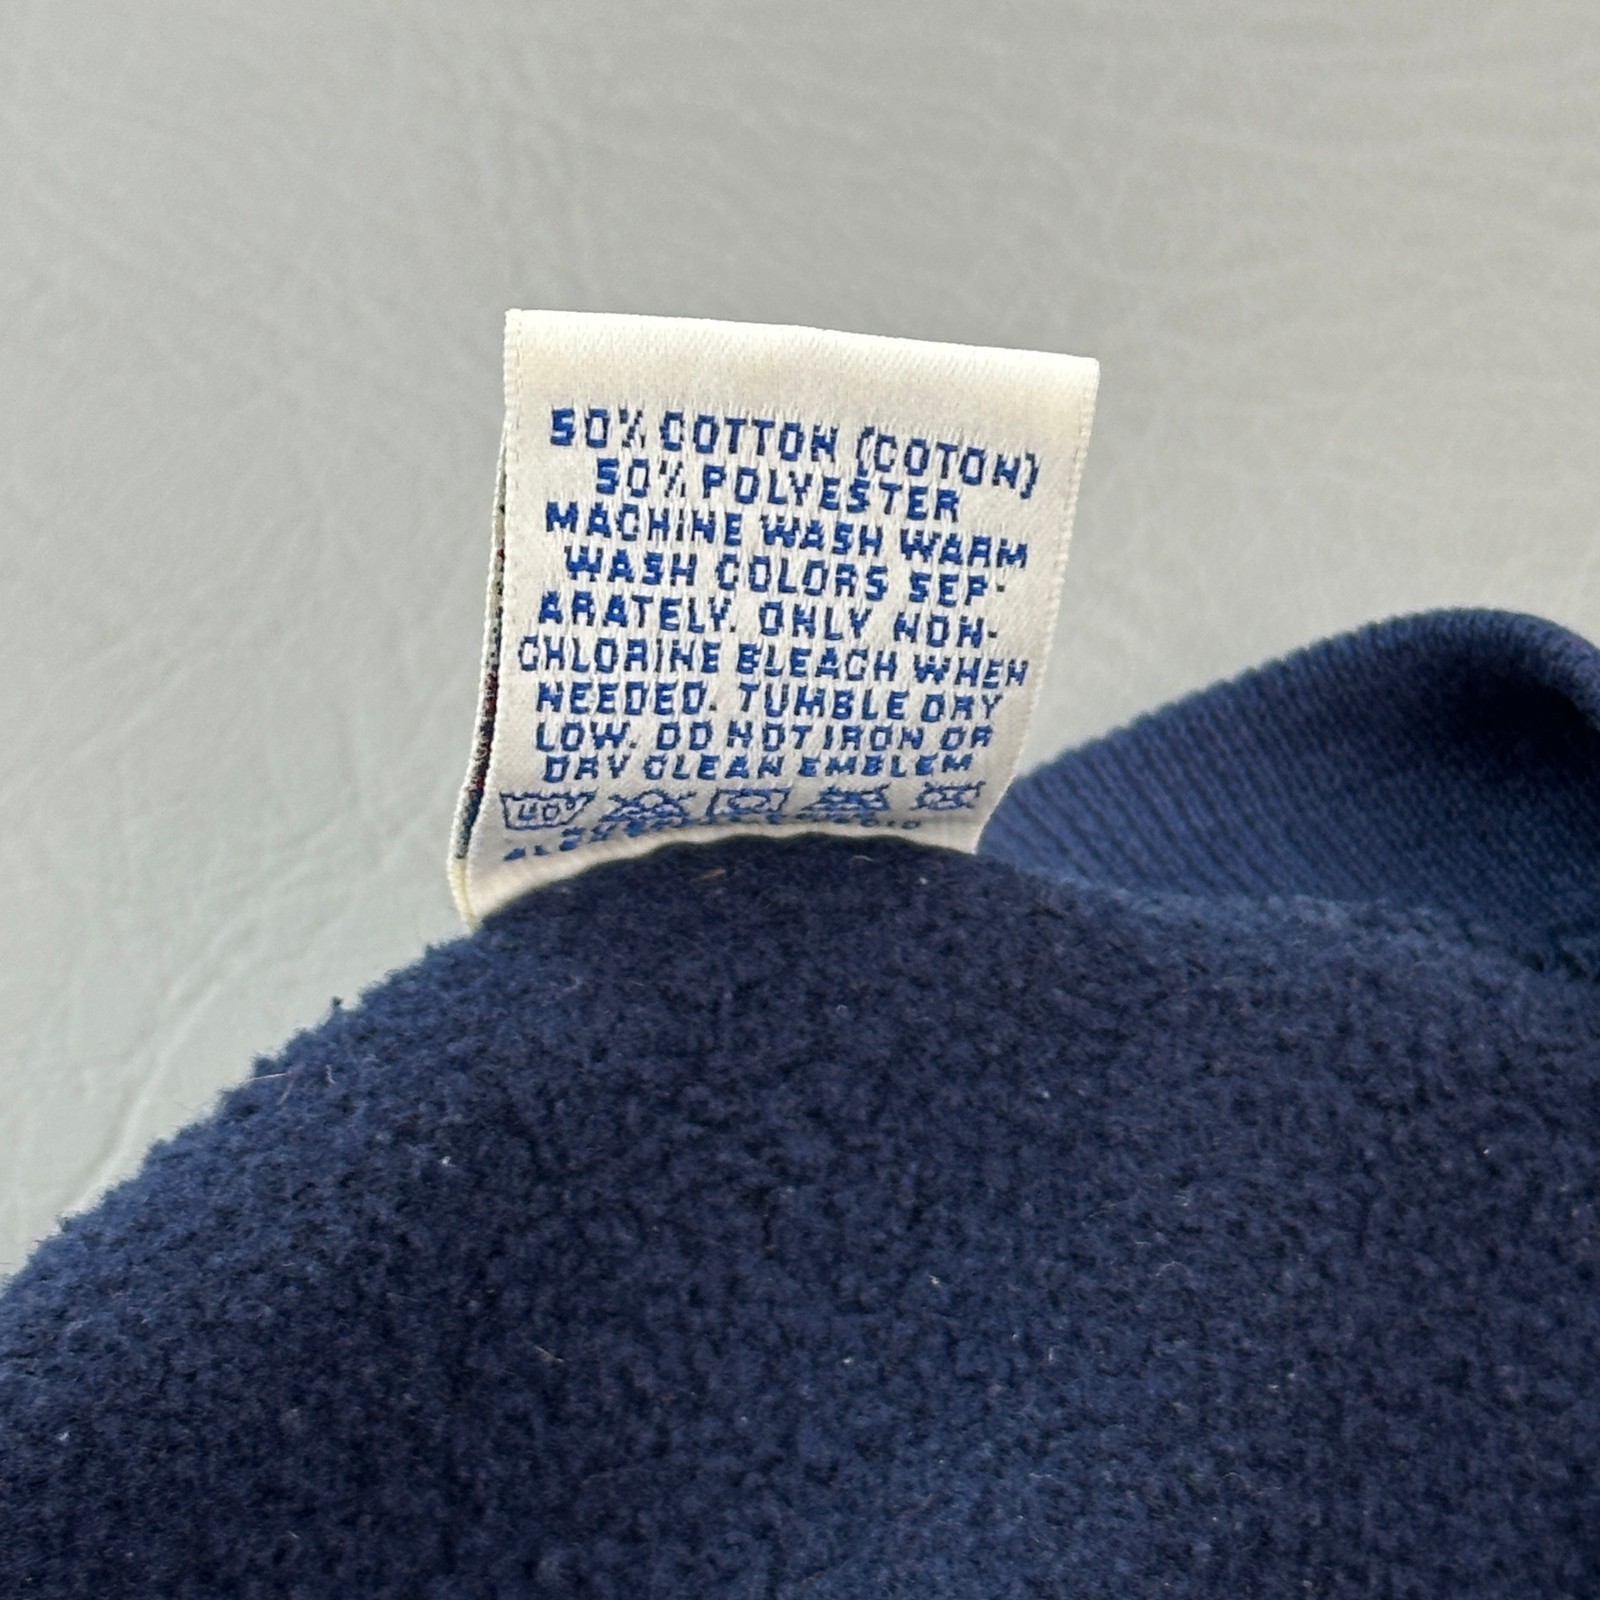 50% COTTON (COTON)
50% POLYESTER
MACHINE WASH WARM
WASH COLORS SEP-
ARATELY. ONLY NON-
CHLORINE BLEACH WHEN
NEEDED. TUMBLE DRY
LOW. DO NOT IRON OR
DRY CLEAN EMBLEM
40